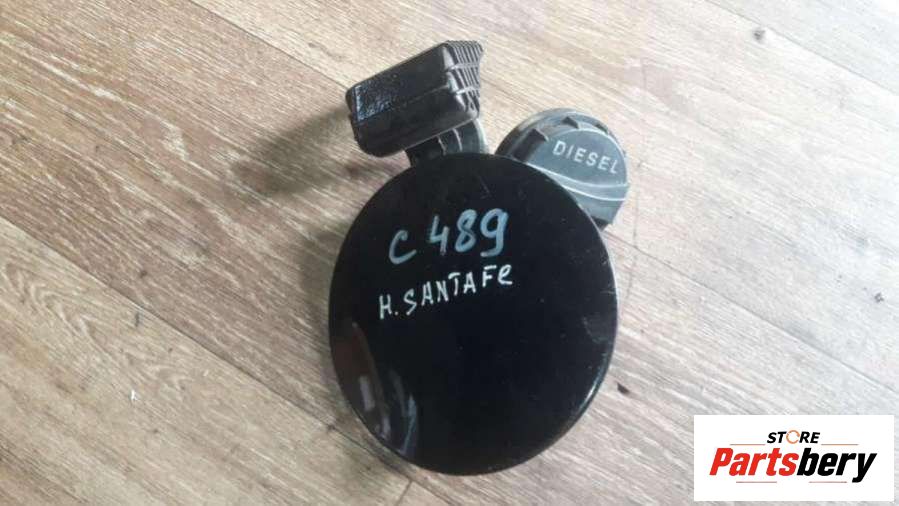 DIESEL
C 489
H. SANTAFe
STORE
Partsbery